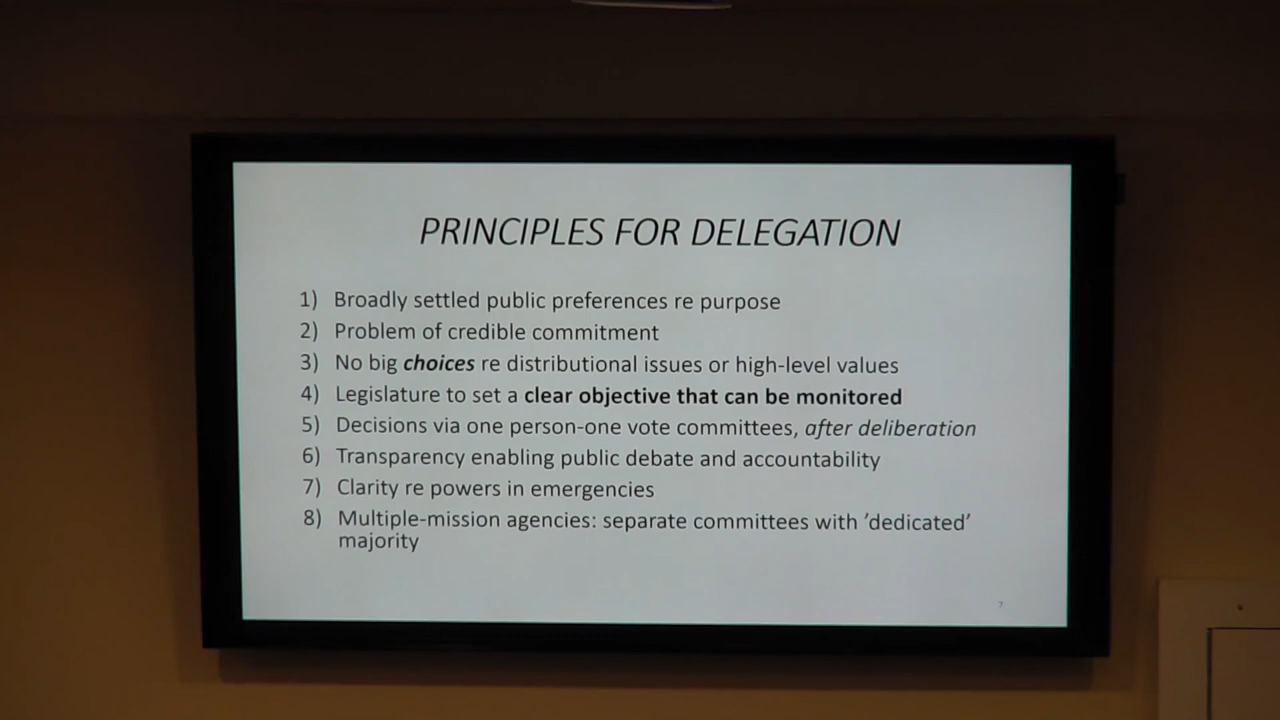 PRINCIPLES FOR DELEGATION
1) Broadly settled public preferences re purpose
2) Problem of credible commitment
3) No big choices re distributional issues or high-level values
4) Legislature to set a clear objective that can be monitored
5) Decisions via one person-one vote committees, after deliberation
6) Transparency enabling public debate and accountability
7) Clarity re powers in emergencies
8) Multiple-mission agencies: separate committees with ’dedicated’
majority
7